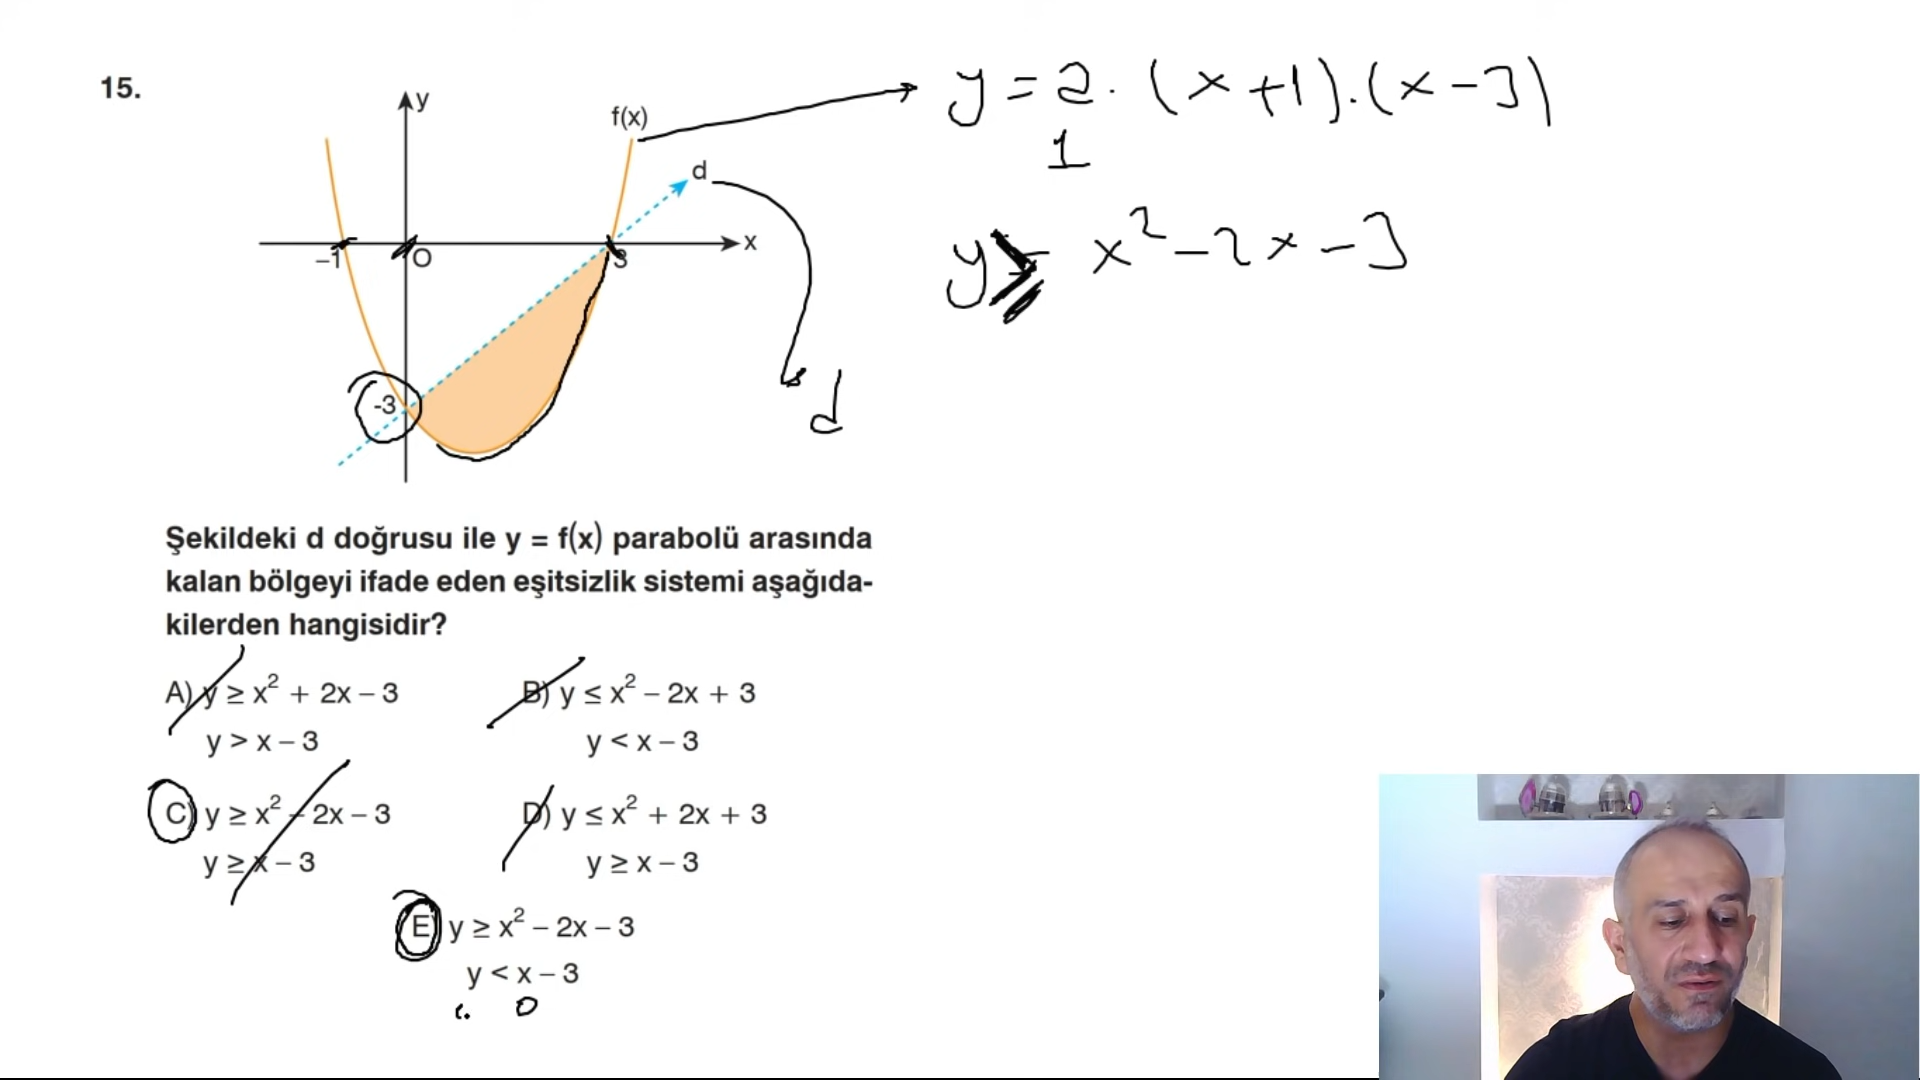 15.
y
f(x)
d
x
−1
O
3
-3
y = a . (x+1).(x−3)
1
y ≥ x² − 2x − 3
d
Şekildeki d doğrusu ile y = f(x) parabolü arasında
kalan bölgeyi ifade eden eşitsizlik sistemi aşağıda-
kilerden hangisidir?
A) y ≥ x² + 2x − 3
y > x − 3
B) y ≤ x² − 2x + 3
y < x − 3
C) y ≥ x² − 2x − 3
y ≥ x − 3
D) y ≤ x² + 2x + 3
y ≥ x − 3
E) y ≥ x² − 2x − 3
y < x − 3
0